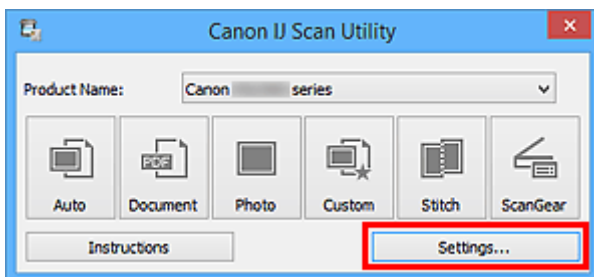 Canon IJ Scan Utility
Product Name: Canon series
Auto Document Photo Custom Stitch ScanGear
PDF
Instructions Settings...